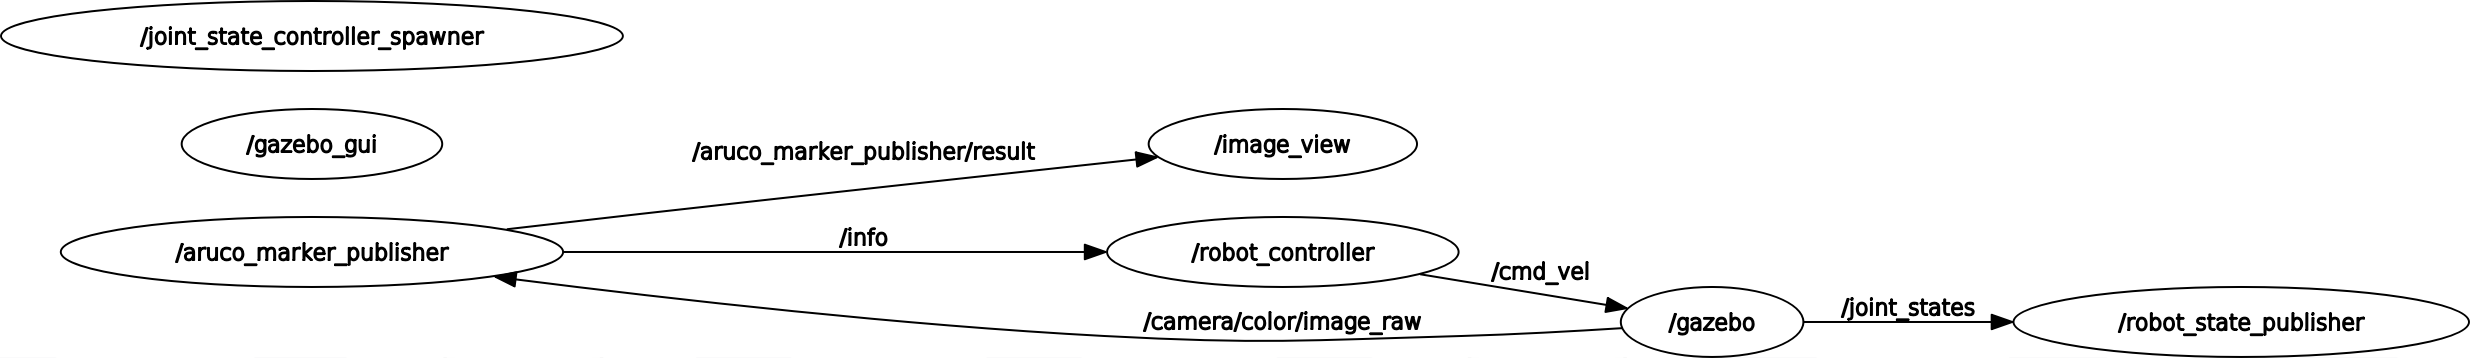 /joint_state_controller_spawner
/gazebo_gui
/aruco_marker_publisher/result
/image_view
/aruco_marker_publisher
/info
/robot_controller
/cmd_vel
/camera/color/image_raw
/gazebo
/joint_states
/robot_state_publisher